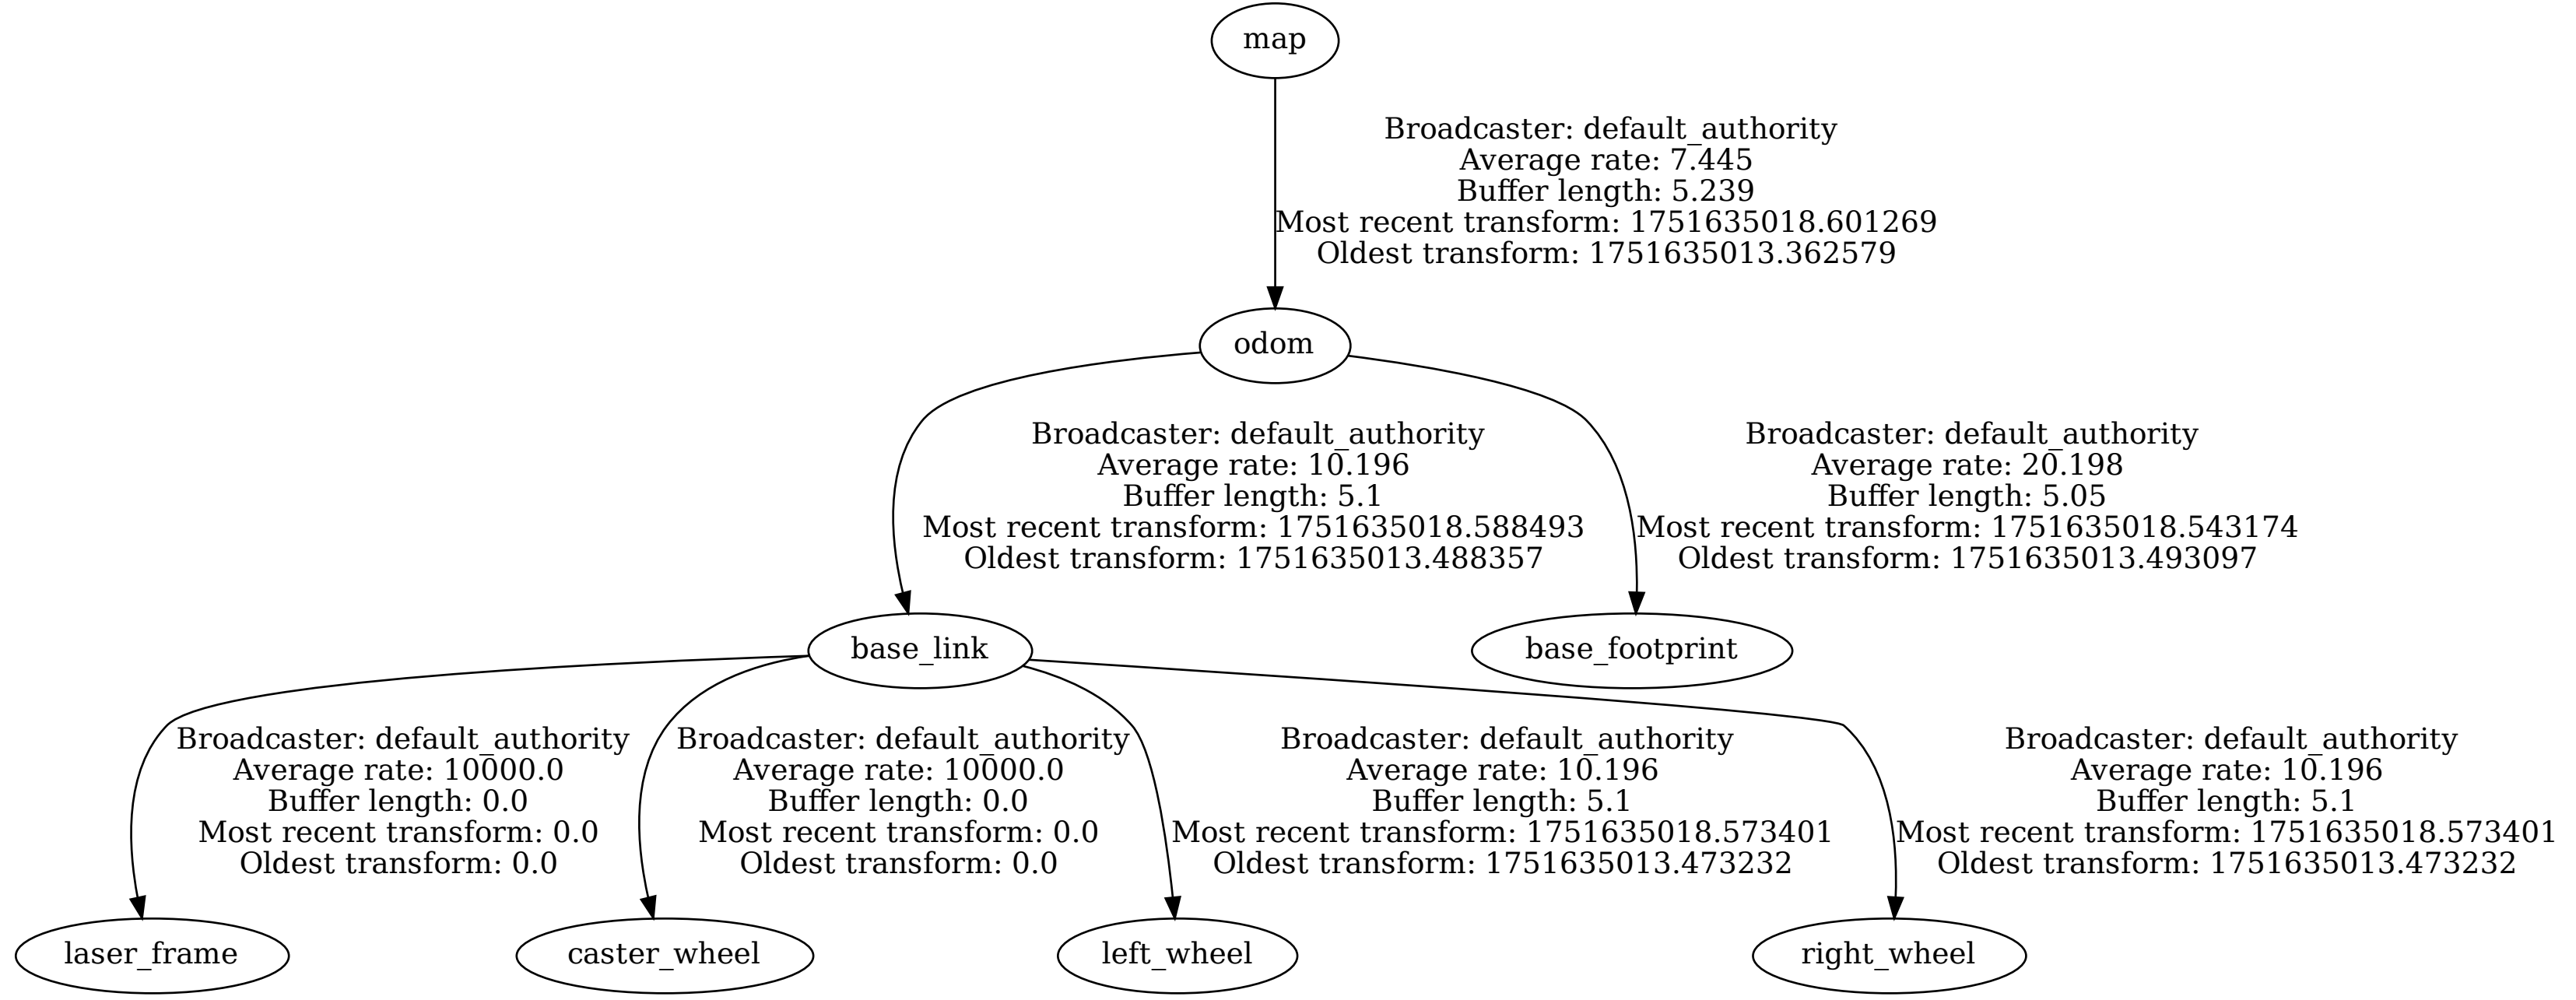 map
Broadcaster: default_authority
Average rate: 7.445
Buffer length: 5.239
Most recent transform: 1751635018.601269
Oldest transform: 1751635013.362579
odom
Broadcaster: default_authority
Average rate: 10.196
Buffer length: 5.1
Most recent transform: 1751635018.588493
Oldest transform: 1751635013.488357
Broadcaster: default_authority
Average rate: 20.198
Buffer length: 5.05
Most recent transform: 1751635018.543174
Oldest transform: 1751635013.493097
base_link
base_footprint
Broadcaster: default_authority
Average rate: 10000.0
Buffer length: 0.0
Most recent transform: 0.0
Oldest transform: 0.0
Broadcaster: default_authority
Average rate: 10000.0
Buffer length: 0.0
Most recent transform: 0.0
Oldest transform: 0.0
Broadcaster: default_authority
Average rate: 10.196
Buffer length: 5.1
Most recent transform: 1751635018.573401
Oldest transform: 1751635013.473232
Broadcaster: default_authority
Average rate: 10.196
Buffer length: 5.1
Most recent transform: 1751635018.573401
Oldest transform: 1751635013.473232
laser_frame
caster_wheel
left_wheel
right_wheel